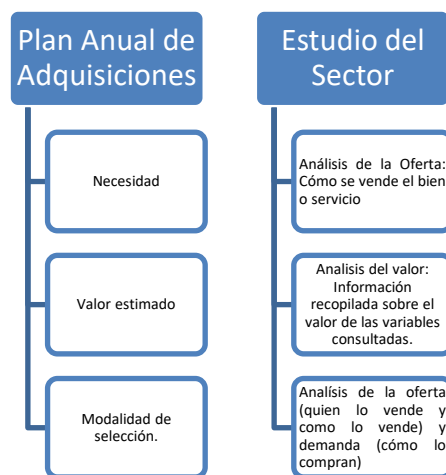 Plan Anual de
Adquisiciones
Necesidad
Valor estimado
Modalidad de
selección.
Estudio del
Sector
Análisis de la Oferta:
Cómo se vende el bien
o servicio
Analisis del valor:
Información
recopilada sobre el
valor de las variables
consultadas.
Analísis de la oferta
(quien lo vende y
como lo vende) y
demanda (cómo lo
compran)